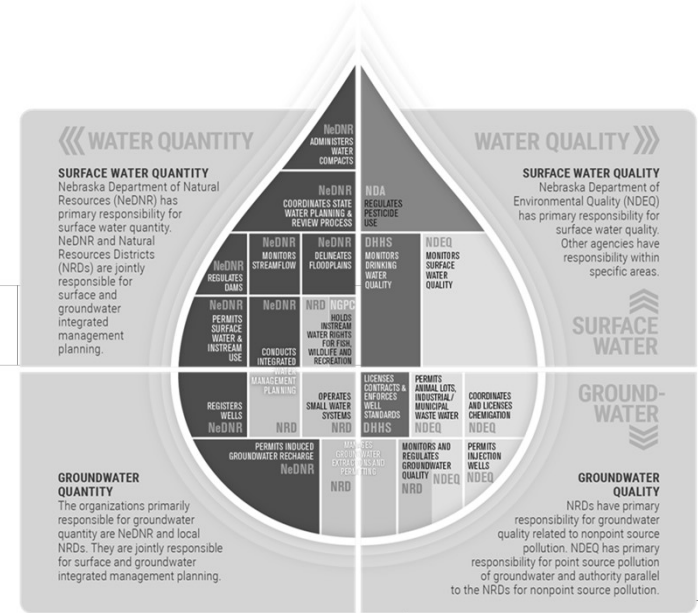 WATER QUANTITY
WATER QUALITY
SURFACE WATER QUANTITY
Nebraska Department of Natural
Resources (NeDNR) has
primary responsibility for
surface water quantity.
NeDNR and Natural
Resources Districts
(NRDs) are jointly
responsible for
surface and
groundwater
integrated
management
planning.
NeDNR
ADMINISTERS
WATER
COMPACTS
NeDNR
COORDINATES STATE
WATER PLANNING &
REVIEW PROCESS
NDA
REGULATES
PESTICIDE
USE
NeDNR
REGULATES
DAMS
NeDNR
MONITORS
STREAMFLOW
NeDNR
DELINEATES
FLOODPLAINS
DHHS
MONITORS
DRINKING
WATER
QUALITY
NDEQ
MONITORS
SURFACE
WATER
QUALITY
NeDNR
PERMITS
SURFACE
WATER &
INSTREAM
USE
NeDNR
CONDUCTS
INTEGRATED
WATER
MANAGEMENT
PLANNING
NRD
NRD NGPC
HOLDS
INSTREAM
WATER RIGHTS
FOR FISH,
WILDLIFE AND
RECREATION
SURFACE WATER QUALITY
Nebraska Department of
Environmental Quality (NDEQ)
has primary responsibility for
surface water quality.
Other agencies have
responsibility within
specific areas.
SURFACE
WATER
GROUND-
WATER
REGISTERS
WELLS
NeDNR
OPERATES
SMALL WATER
SYSTEMS
NRD
LICENSES
CONTRACTS &
ENFORCES
WELL
STANDARDS
DHHS
PERMITS
ANIMAL LOTS,
INDUSTRIAL/
MUNICIPAL
WASTE WATER
NDEQ
COORDINATES
AND LICENSES
CHEMIGATION
NDEQ
PERMITS INDUCED
GROUNDWATER RECHARGE
NeDNR
MANAGES
GROUNDWATER
EXTRACTIONS AND
PERMITTING
NRD
MONITORS AND
REGULATES
GROUNDWATER
QUALITY
NRD
NDEQ
PERMITS
INJECTION
WELLS
NDEQ
GROUNDWATER
QUANTITY
The organizations primarily
responsible for groundwater
quantity are NeDNR and local
NRDs. They are jointly responsible
for surface and groundwater
integrated management planning.
GROUNDWATER
QUALITY
NRDs have primary
responsibility for groundwater
quality related to nonpoint source
pollution. NDEQ has primary
responsibility for point source pollution
of groundwater and authority parallel
to the NRDs for nonpoint source pollution.